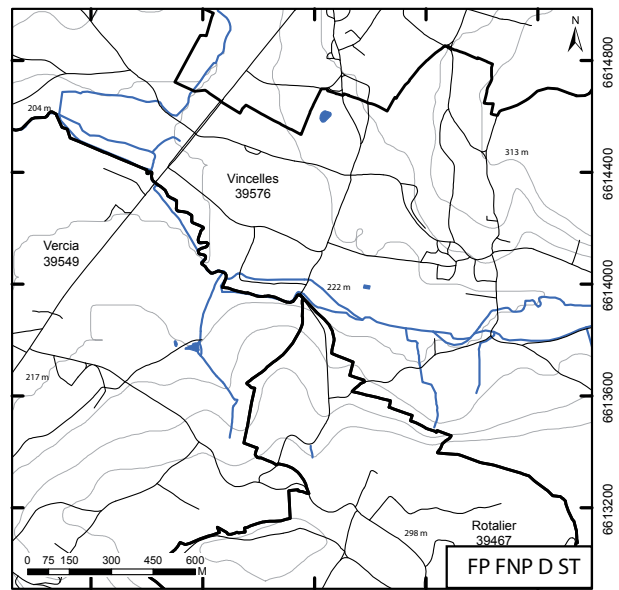 N
6614800
204 m
313 m
6614400
Vincelles
39576
Vercia
39549
222 m
6614000
217 m
6613600
6613200
298 m
Rotalier
39467
0 75 150 300 450 600
M
FP FNP D ST